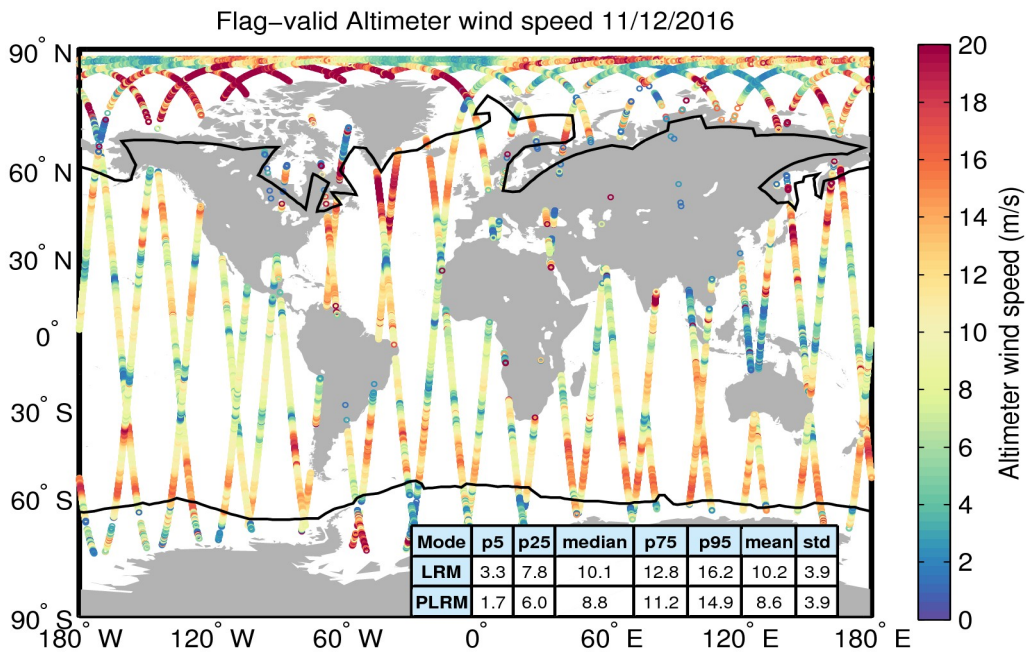 Flag−valid Altimeter wind speed 11/12/2016
90° N
60° N
30° N
0°
30° S
60° S
90° S
180° W
120° W
60° W
0°
60° E
120° E
180° E
Mode p5 p25 median p75 p95 mean std
LRM 3.3 7.8 10.1 12.8 16.2 10.2 3.9
PLRM 1.7 6.0 8.8 11.2 14.9 8.6 3.9
20
18
16
14
12
10
8
6
4
2
0
Altimeter wind speed (m/s)